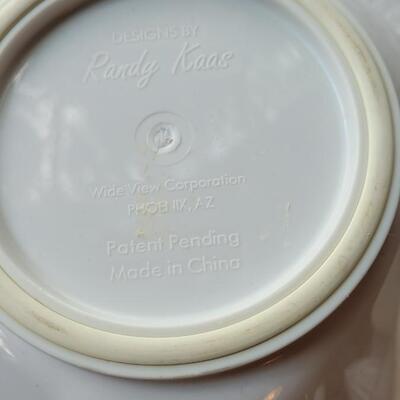 DESIGNS BY
Randy Kaas
Wide View Corporation
PHOENIX, AZ
Patent Pending
Made in China